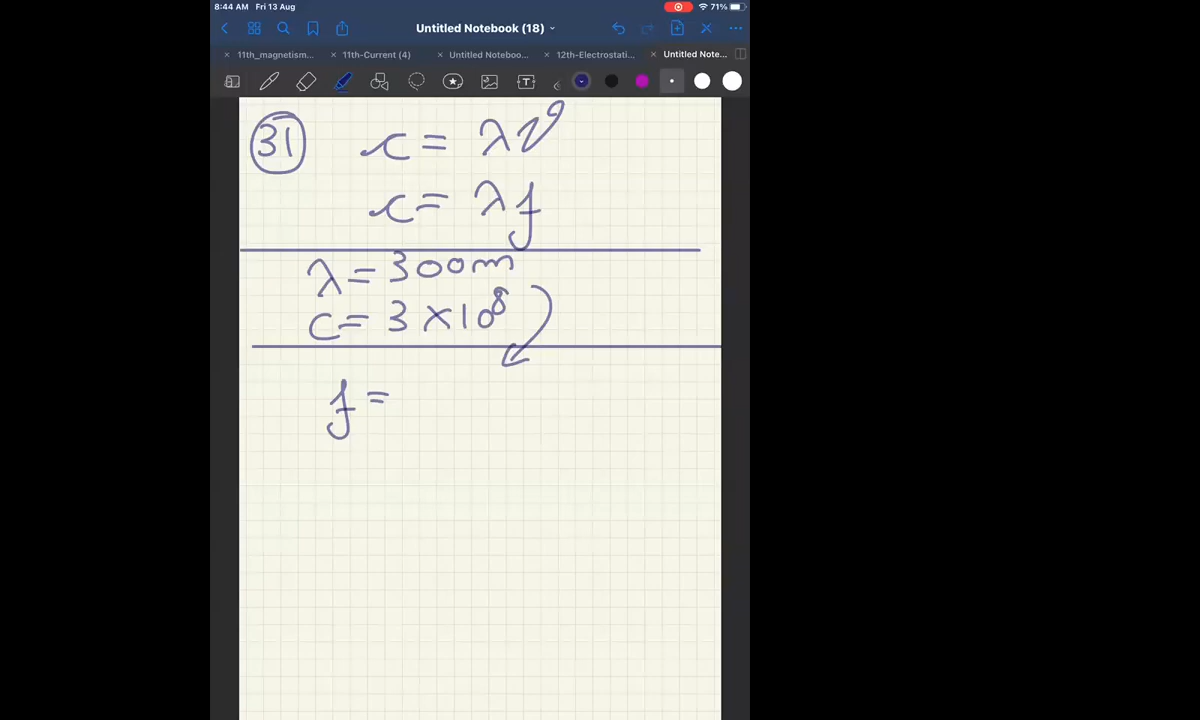 8:44 AM Fri 13 Aug 71%
Untitled Notebook (18)
11th_magnetism... 11th-Current (4) Untitled Noteboo... 12th-Electrostati... Untitled Note...
31 c = λν
c = λf
λ = 300m
c = 3 × 10⁸
f =